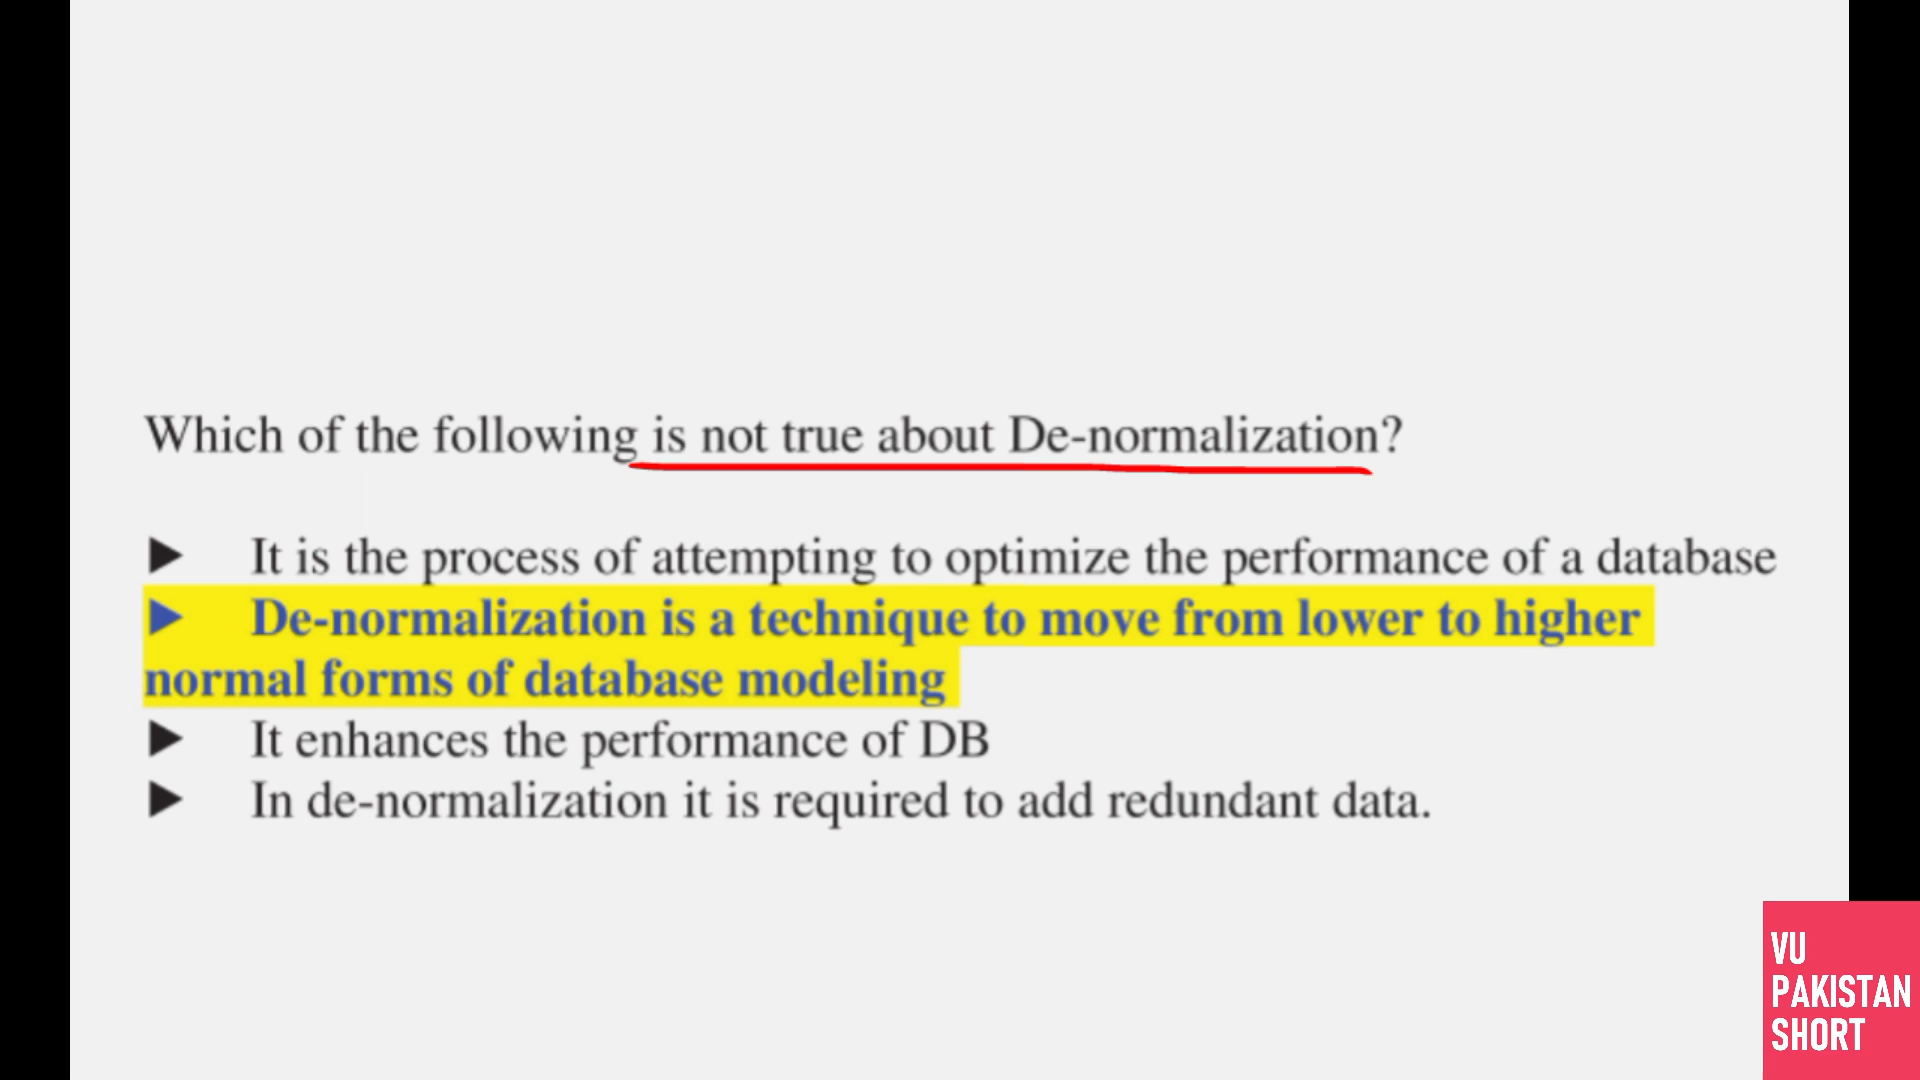 Which of the following is not true about De-normalization?
▶ It is the process of attempting to optimize the performance of a database
▶ De-normalization is a technique to move from lower to higher
normal forms of database modeling
▶ It enhances the performance of DB
▶ In de-normalization it is required to add redundant data.
VU
PAKISTAN
SHORT